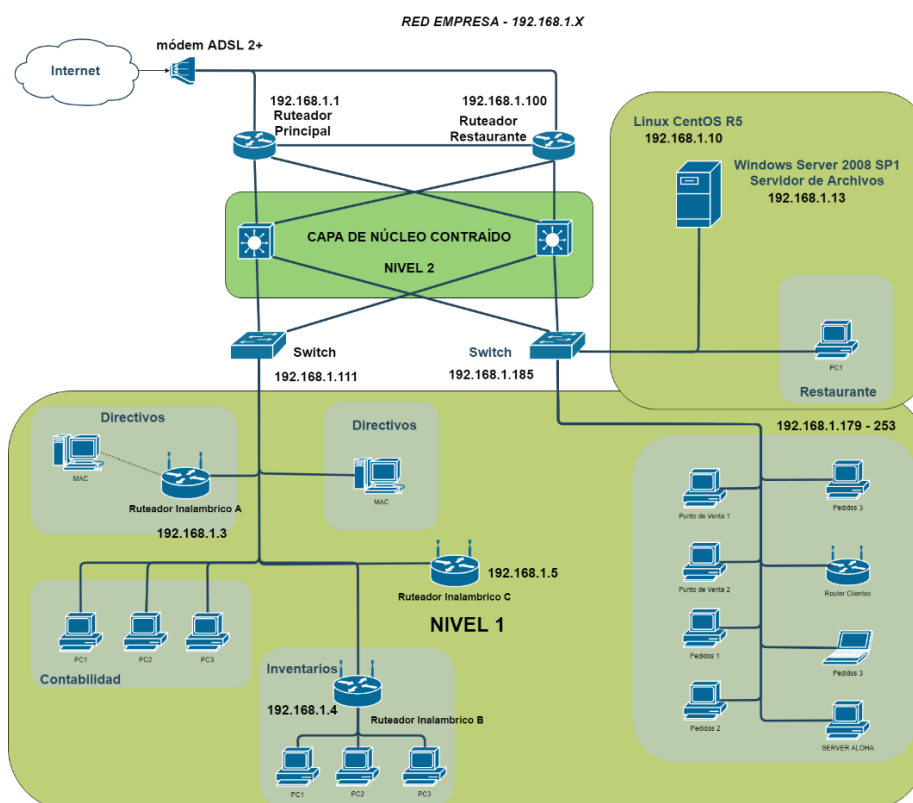 RED EMPRESA - 192.168.1.X
módem ADSL 2+
Internet
192.168.1.1
Ruteador
Principal
192.168.1.100
Ruteador
Restaurante
Linux CentOS R5
192.168.1.10
Windows Server 2008 SP1
Servidor de Archivos
192.168.1.13
CAPA DE NÚCLEO CONTRAÍDO
NIVEL 2
PC1
Restaurante
Switch
192.168.1.111
Switch
192.168.1.185
192.168.1.179 - 253
Directivos
MAC
Ruteador Inalambrico A
192.168.1.3
Directivos
MAC
192.168.1.5
Ruteador Inalambrico C
NIVEL 1
PC1
PC2
PC3
Contabilidad
Inventarios
192.168.1.4
Ruteador Inalambrico B
PC1
PC2
PC3
Punto de Venta 1
Pedidos 3
Punto de Venta 2
Router Clientes
Pedidos 1
Pedidos 3
Pedidos 2
SERVER ALOHA